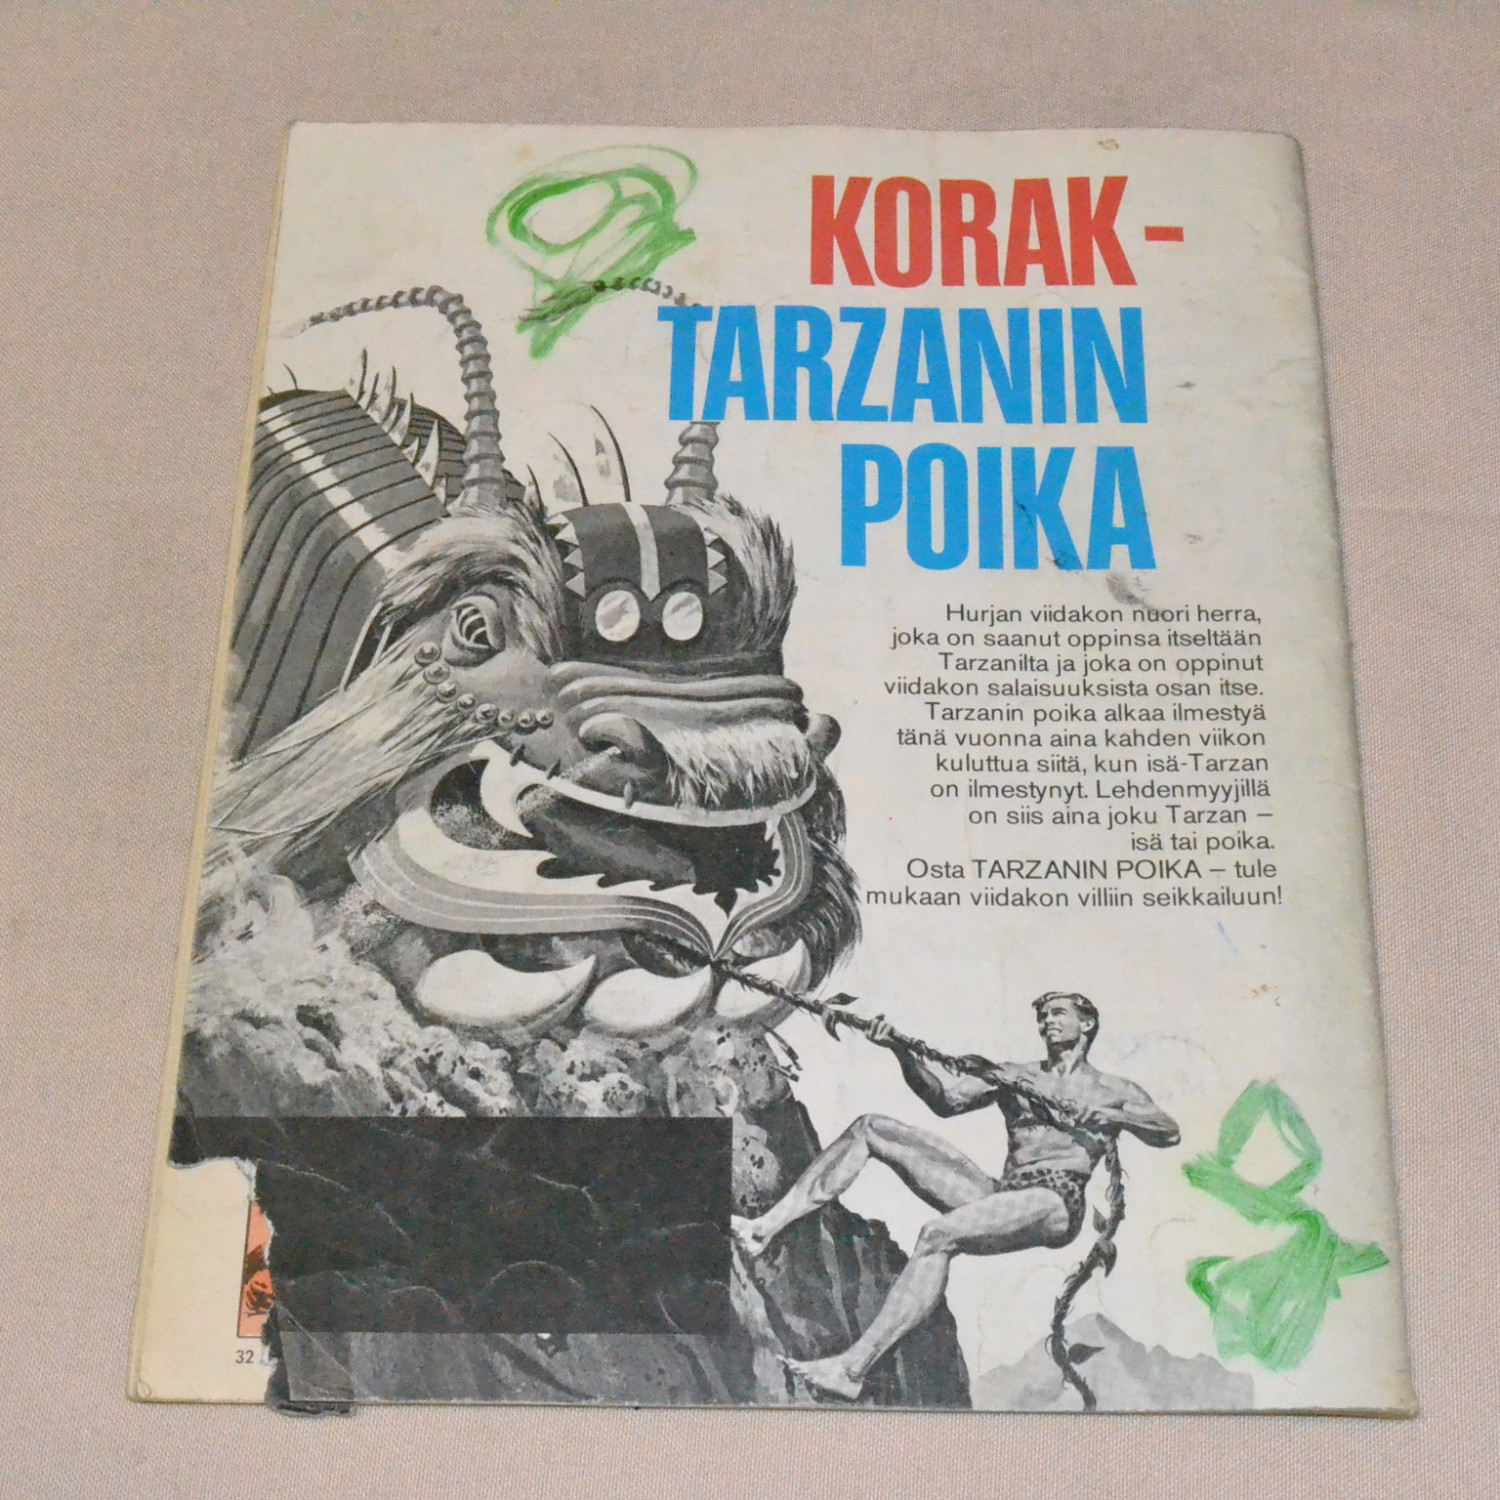 KORAK-
TARZANIN
POIKA
Hurjan viidakon nuori herra,
joka on saanut oppinsa itseltään
Tarzanilta ja joka on oppinut
viidakon salaisuuksista osan itse.
Tarzanin poika alkaa ilmestyä
tänä vuonna aina kahden viikon
kuluttua siitä, kun isä-Tarzan
on ilmestynyt. Lehdenmyyjillä
on siis aina joku Tarzan –
isä tai poika.
Osta TARZANIN POIKA – tule
mukaan viidakon villiin seikkailuun!
32